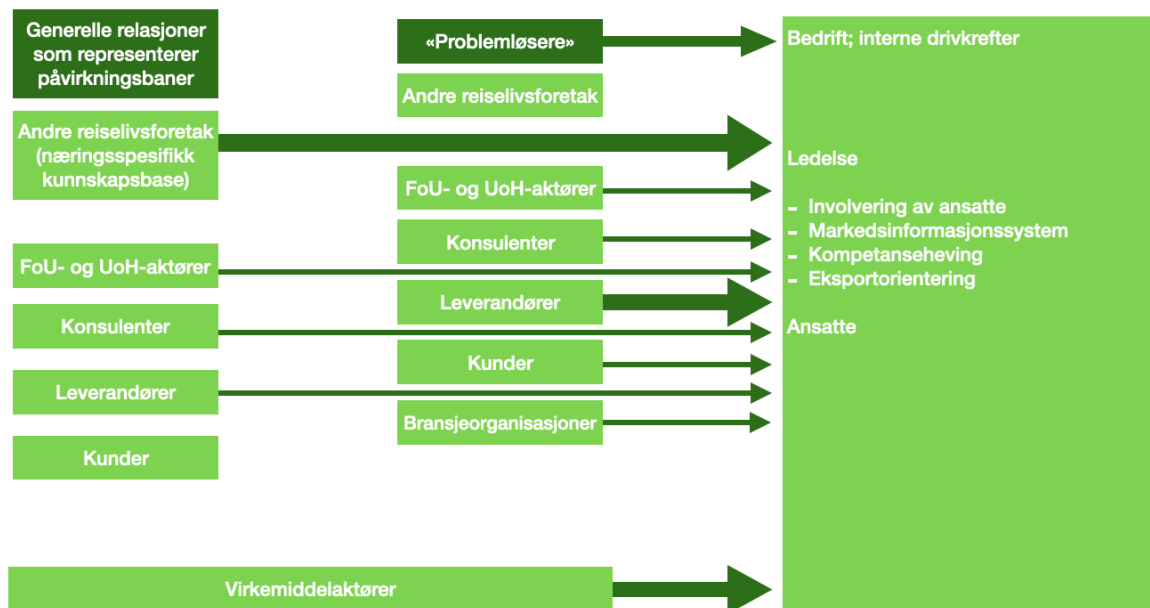 Generelle relasjoner
som representerer
påvirkningsbaner
Andre reiselivsforetak
(næringsspesifikk
kunnskapsbase)
FoU- og UoH-aktører
Konsulenter
Leverandører
Kunder
«Problemløsere»
Andre reiselivsforetak
FoU- og UoH-aktører
Konsulenter
Leverandører
Kunder
Bransjeorganisasjoner
Virkemiddelaktører
Bedrift; interne drivkrefter
Ledelse
- Involvering av ansatte
- Markedsinformasjonssystem
- Kompetanseheving
- Eksportorientering
Ansatte